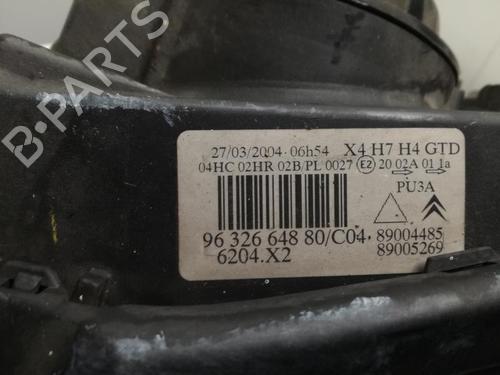 27/03/2004 06h54 X4 H7 H4 GTD
04HC 02HR 02B/PL 0027 E2 20 02A 01 1a
PU3A
96 326 648 80/C04 89004485
6204.X2 89005269
B-PARTS